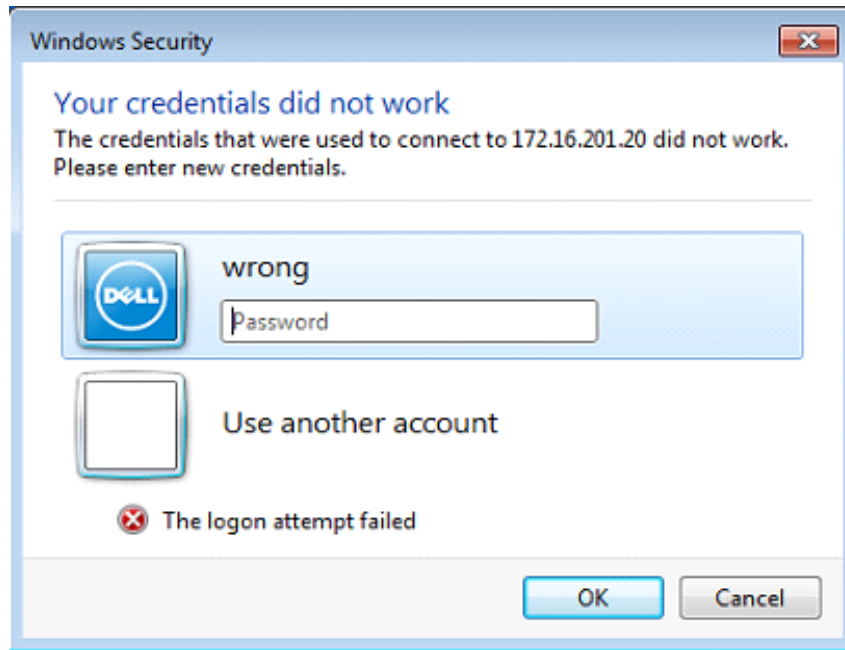 Windows Security
Your credentials did not work
The credentials that were used to connect to 172.16.201.20 did not work.
Please enter new credentials.
DELL
wrong
Password
Use another account
The logon attempt failed
OK
Cancel